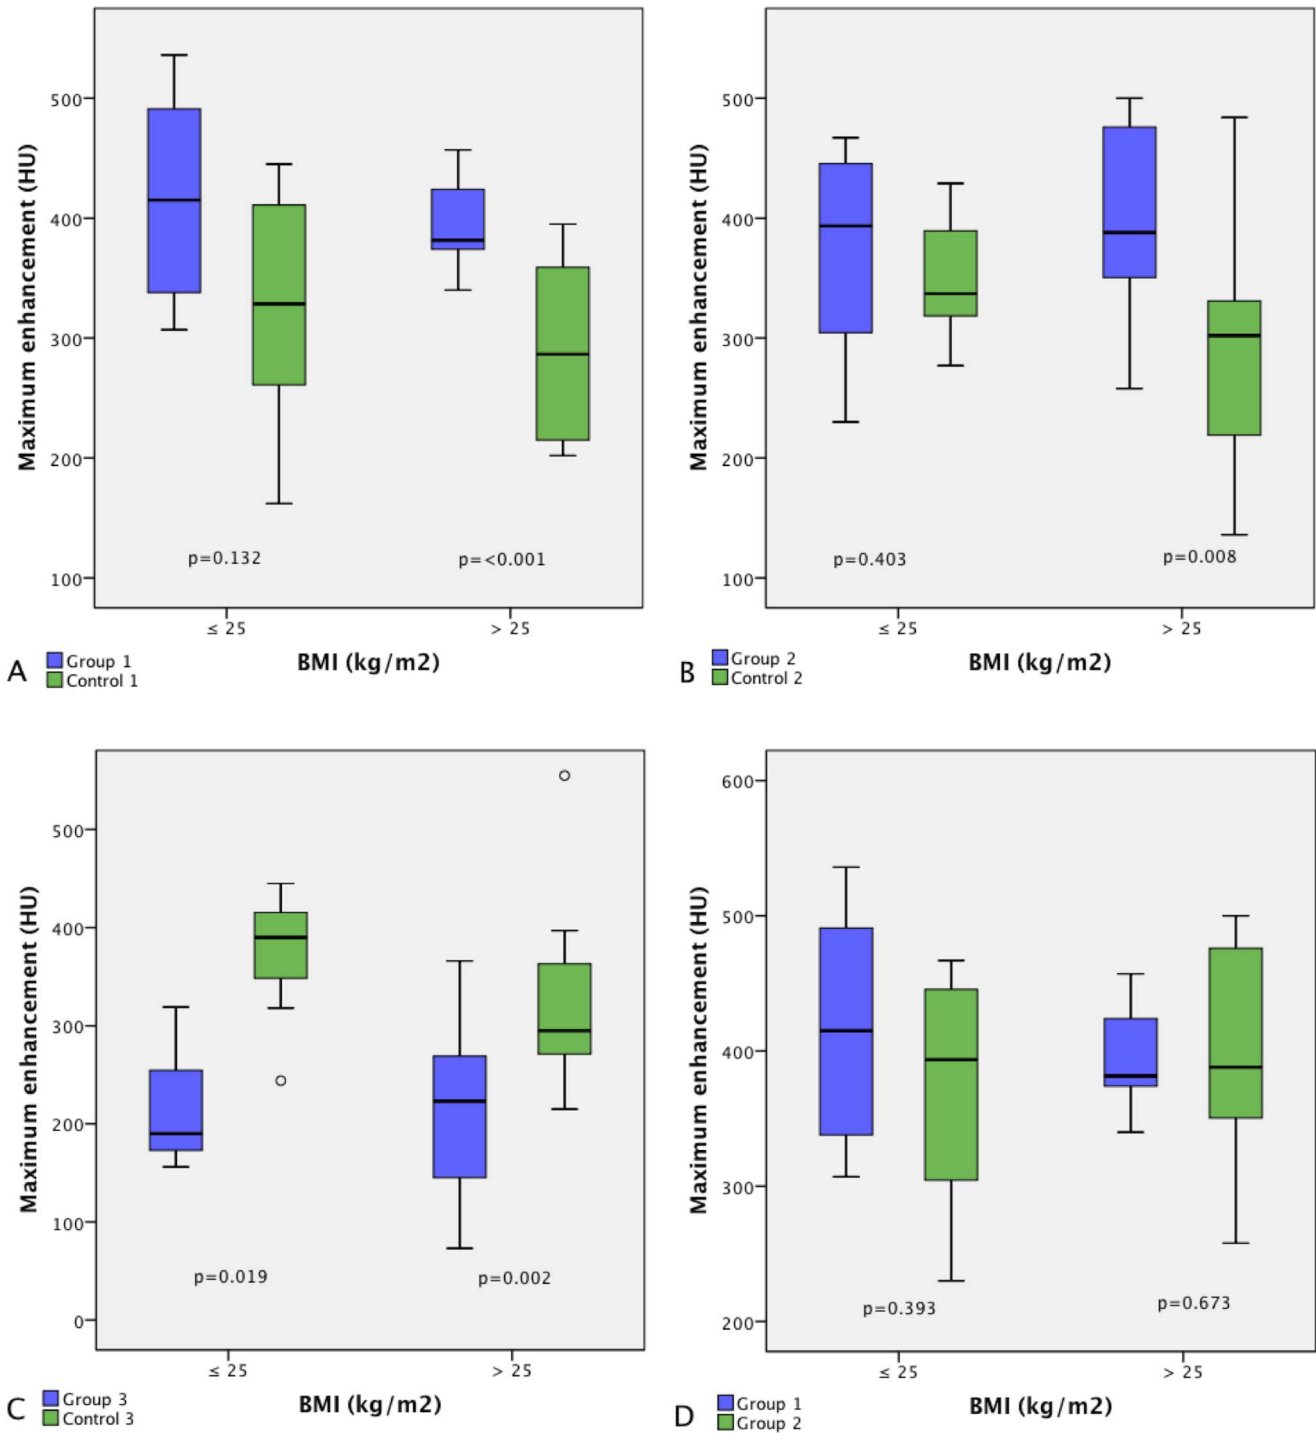 Maximum enhancement (HU)
500
400
300
200
100
p=0.132
p=<0.001
≤ 25
> 25
BMI (kg/m2)
A
Group 1
Control 1
Maximum enhancement (HU)
500
400
300
200
100
p=0.403
p=0.008
≤ 25
> 25
BMI (kg/m2)
B
Group 2
Control 2
Maximum enhancement (HU)
500
400
300
200
100
0
p=0.019
p=0.002
≤ 25
> 25
BMI (kg/m2)
C
Group 3
Control 3
Maximum enhancement (HU)
600
500
400
300
200
p=0.393
p=0.673
≤ 25
> 25
BMI (kg/m2)
D
Group 1
Group 2